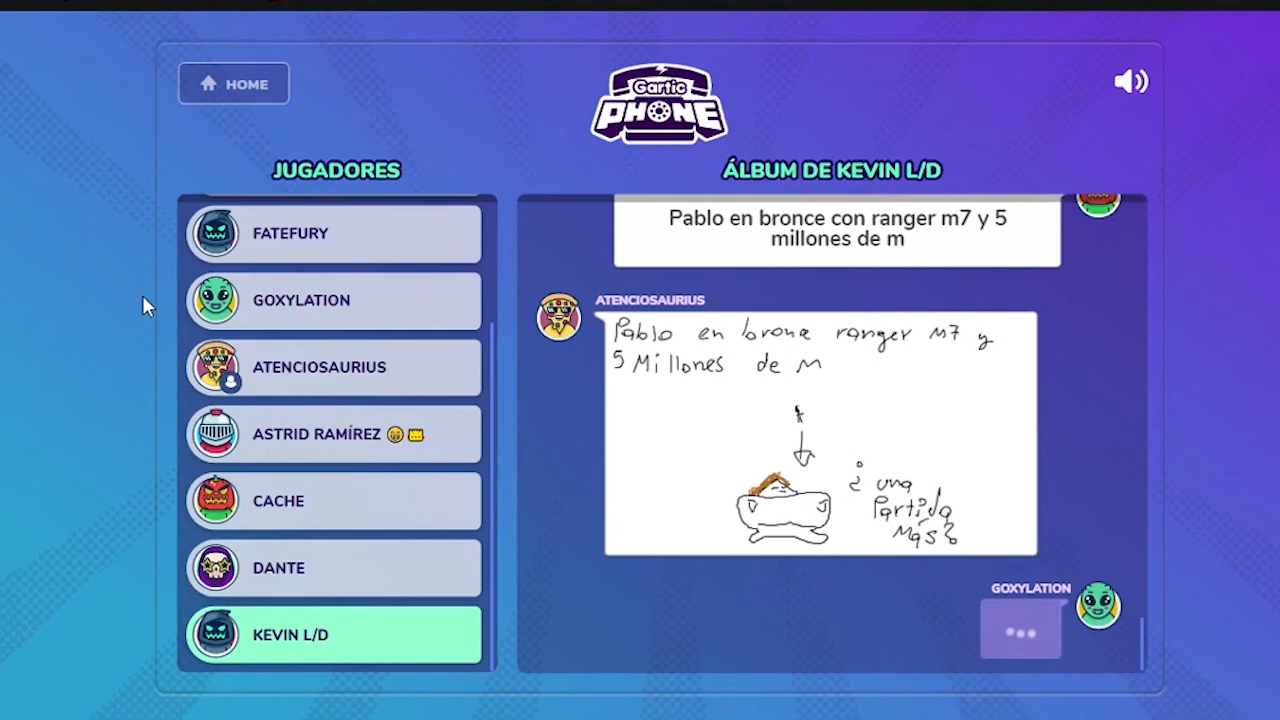 HOME
Gartic
PHONE
JUGADORES
ÁLBUM DE KEVIN L/D
FATEFURY
GOXYLATION
ATENCIOSAURIUS
ASTRID RAMÍREZ
CACHE
DANTE
KEVIN L/D
Pablo en bronce con ranger m7 y 5
millones de m
ATENCIOSAURIUS
Pablo en bronce ranger M7 y
5 Millones de m
¿una
Partida
Más?
GOXYLATION